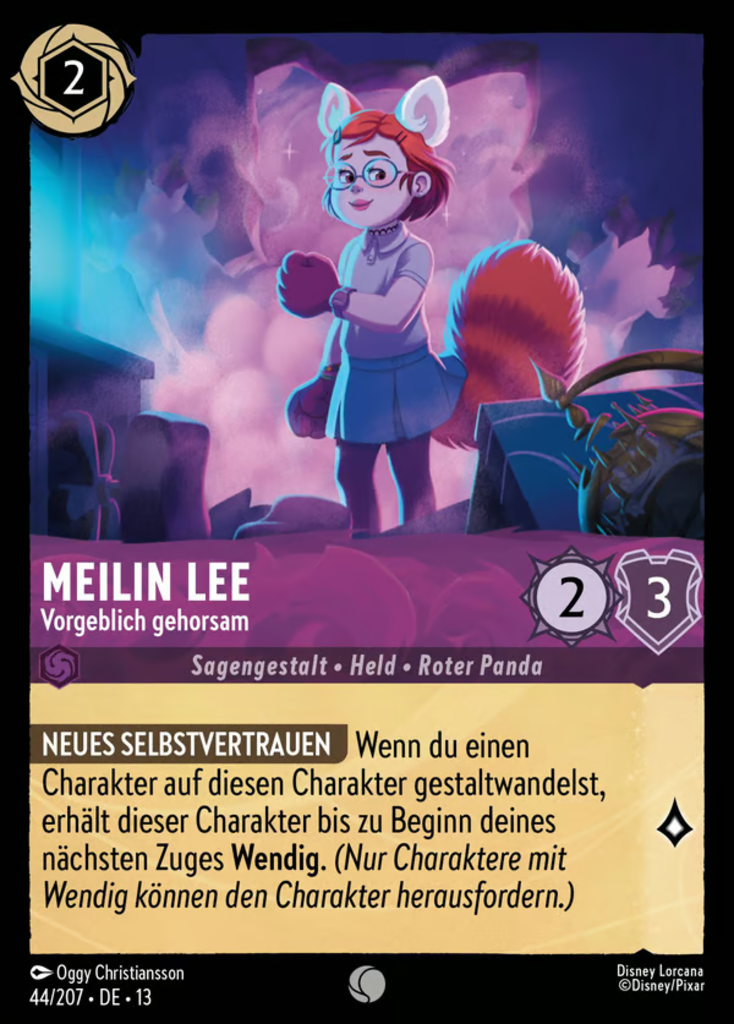 2
MEILIN LEE
Vorgeblich gehorsam
2
3
Sagengestalt • Held • Roter Panda
NEUES SELBSTVERTRAUEN Wenn du einen
Charakter auf diesen Charakter gestaltwandelst,
erhält dieser Charakter bis zu Beginn deines
nächsten Zuges Wendig. (Nur Charaktere mit
Wendig können den Charakter herausfordern.)
Oggy Christiansson
44/207 • DE • 13
Disney Lorcana
©Disney/Pixar